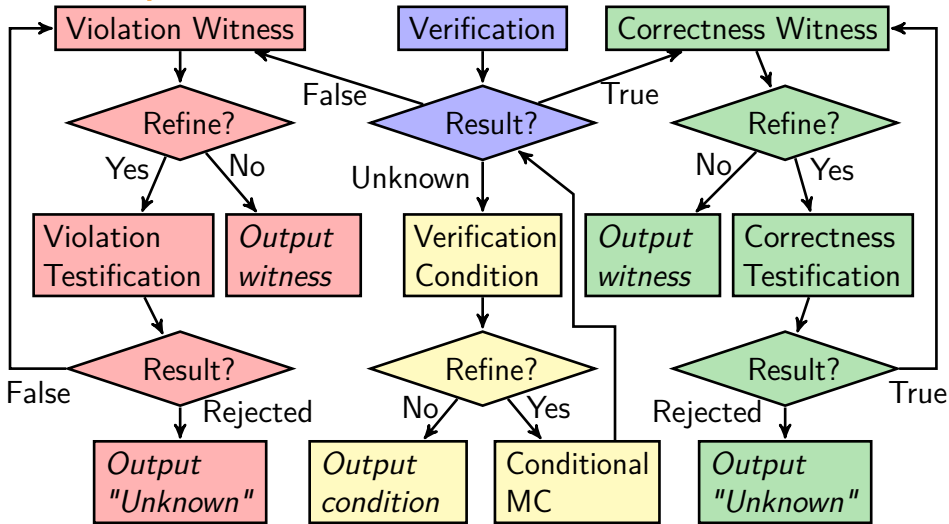 Violation Witness
Verification
Correctness Witness
False
True
Refine?
Result?
Refine?
Yes
No
Unknown
No
Yes
Violation
Testification
Output
witness
Verification
Condition
Output
witness
Correctness
Testification
Result?
Refine?
Result?
False
Rejected
No
Yes
Rejected
True
Output
"Unknown"
Output
condition
Conditional
MC
Output
"Unknown"